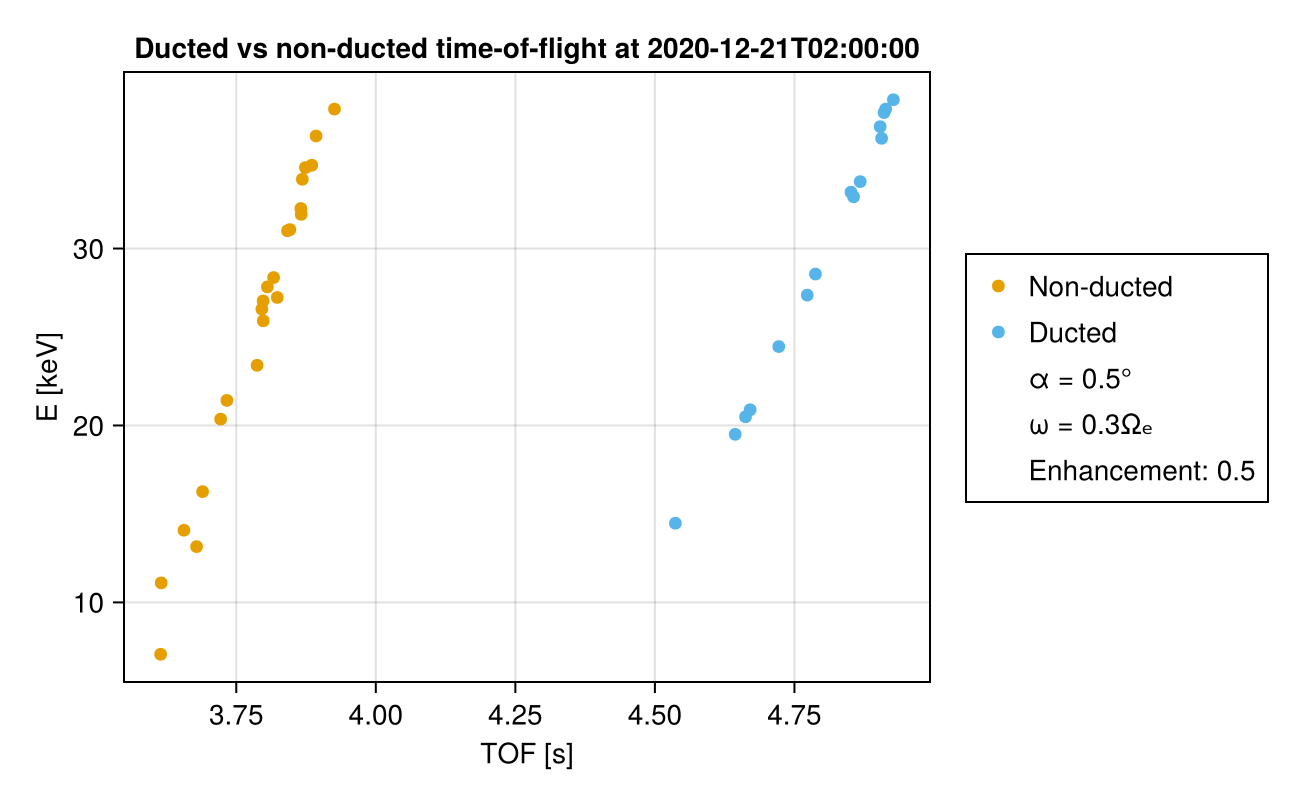 Ducted vs non-ducted time-of-flight at 2020-12-21T02:00:00
E [keV]
30
20
10
3.75 4.00 4.25 4.50 4.75
TOF [s]
Non-ducted
Ducted
α = 0.5°
ω = 0.3Ωₑ
Enhancement: 0.5